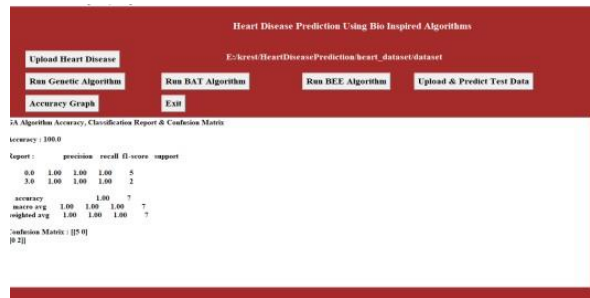 Heart Disease Prediction Using Bio Inspired Algorithms
Upload Heart Disease E:/krest/HeartDiseasePrediction/heart_dataset/dataset
Run Genetic Algorithm Run BAT Algorithm Run BEE Algorithm Upload & Predict Test Data
Accuracy Graph Exit
GA Algorithm Accuracy, Classification Report & Confusion Matrix
Accuracy : 100.0
Report : precision recall f1-score support
0.0 1.00 1.00 1.00 5
3.0 1.00 1.00 1.00 2
accuracy 1.00 7
macro avg 1.00 1.00 1.00 7
weighted avg 1.00 1.00 1.00 7
Confusion Matrix : [[5 0]
[0 2]]